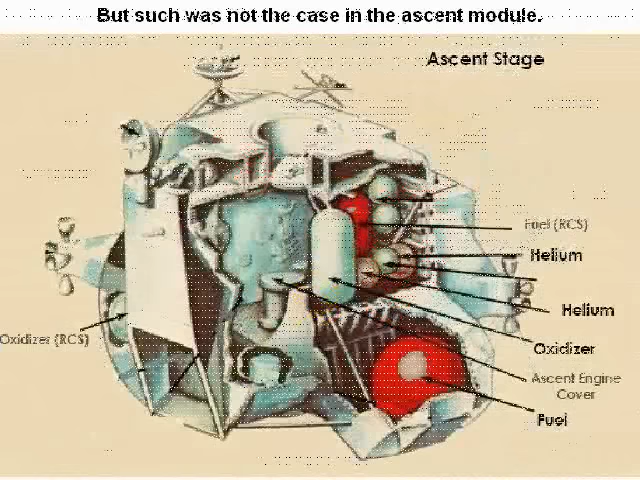 But such was not the case in the ascent module.
Ascent Stage
Fuel (RCS)
Helium
Helium
Oxidizer (RCS)
Oxidizer
Ascent Engine
Cover
Fuel